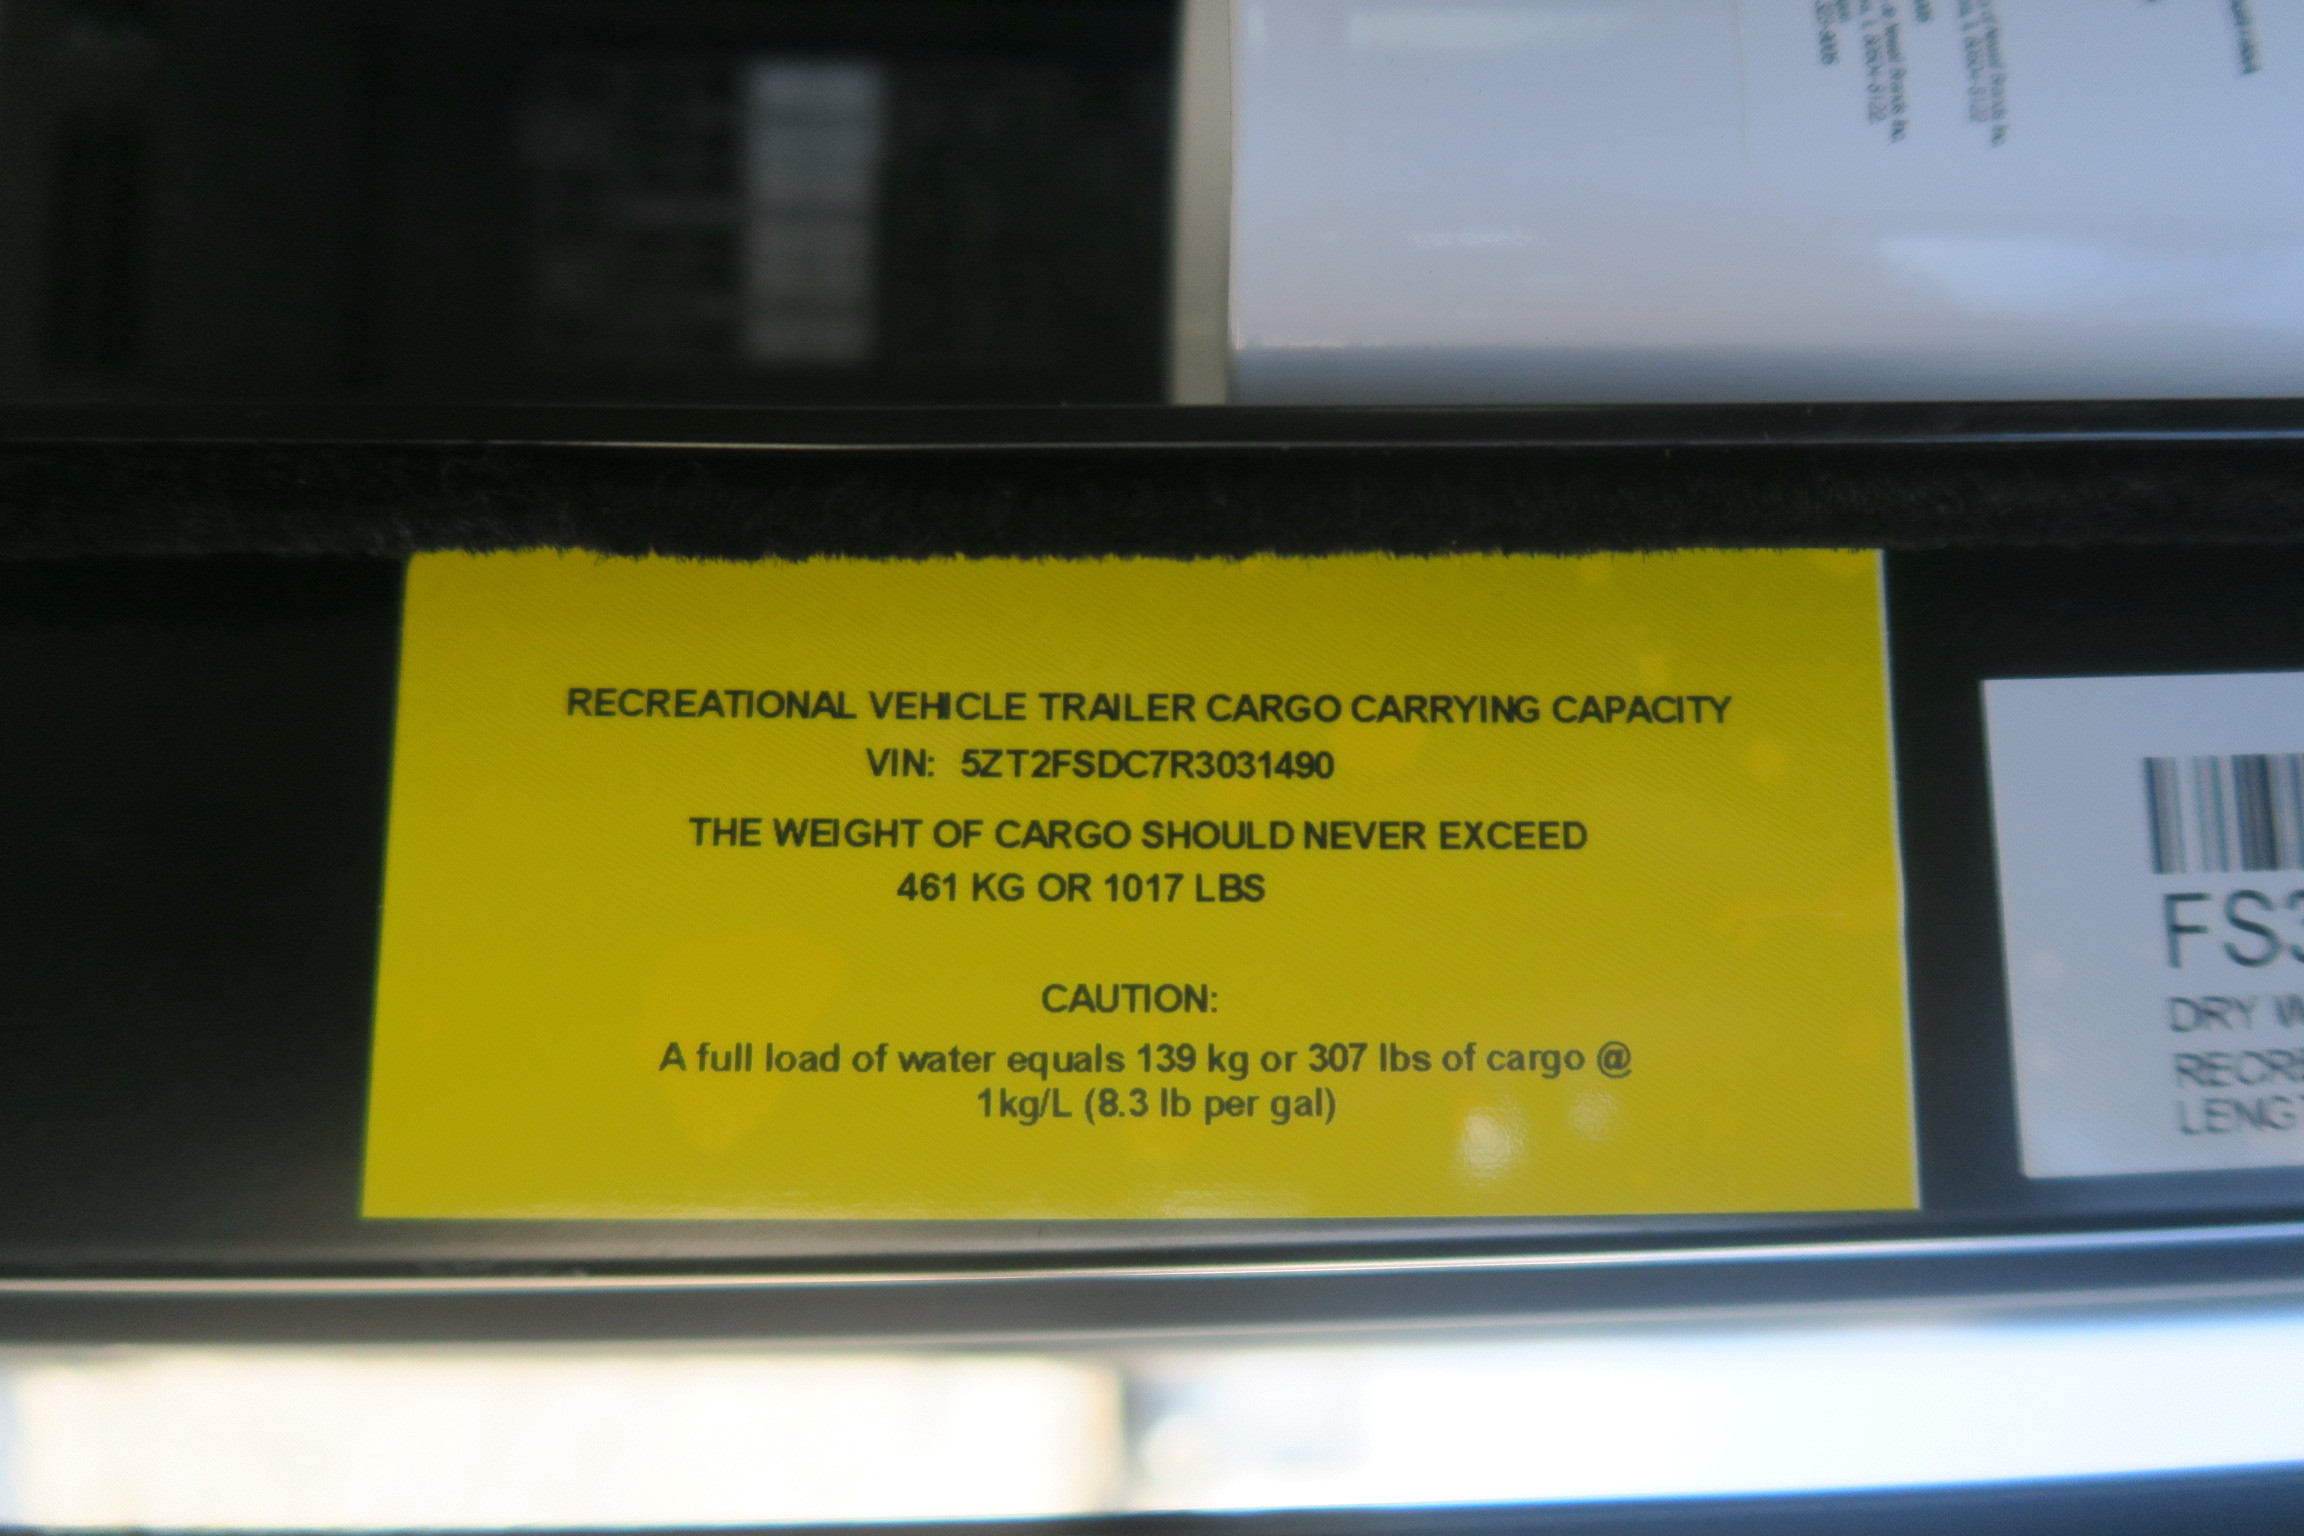 RECREATIONAL VEHICLE TRAILER CARGO CARRYING CAPACITY
VIN: 5ZT2FSDC7R3031490
THE WEIGHT OF CARGO SHOULD NEVER EXCEED
461 KG OR 1017 LBS
CAUTION:
A full load of water equals 139 kg or 307 lbs of cargo @
1kg/L (8.3 lb per gal)
FS3
DRY W
RECRE
LENGT